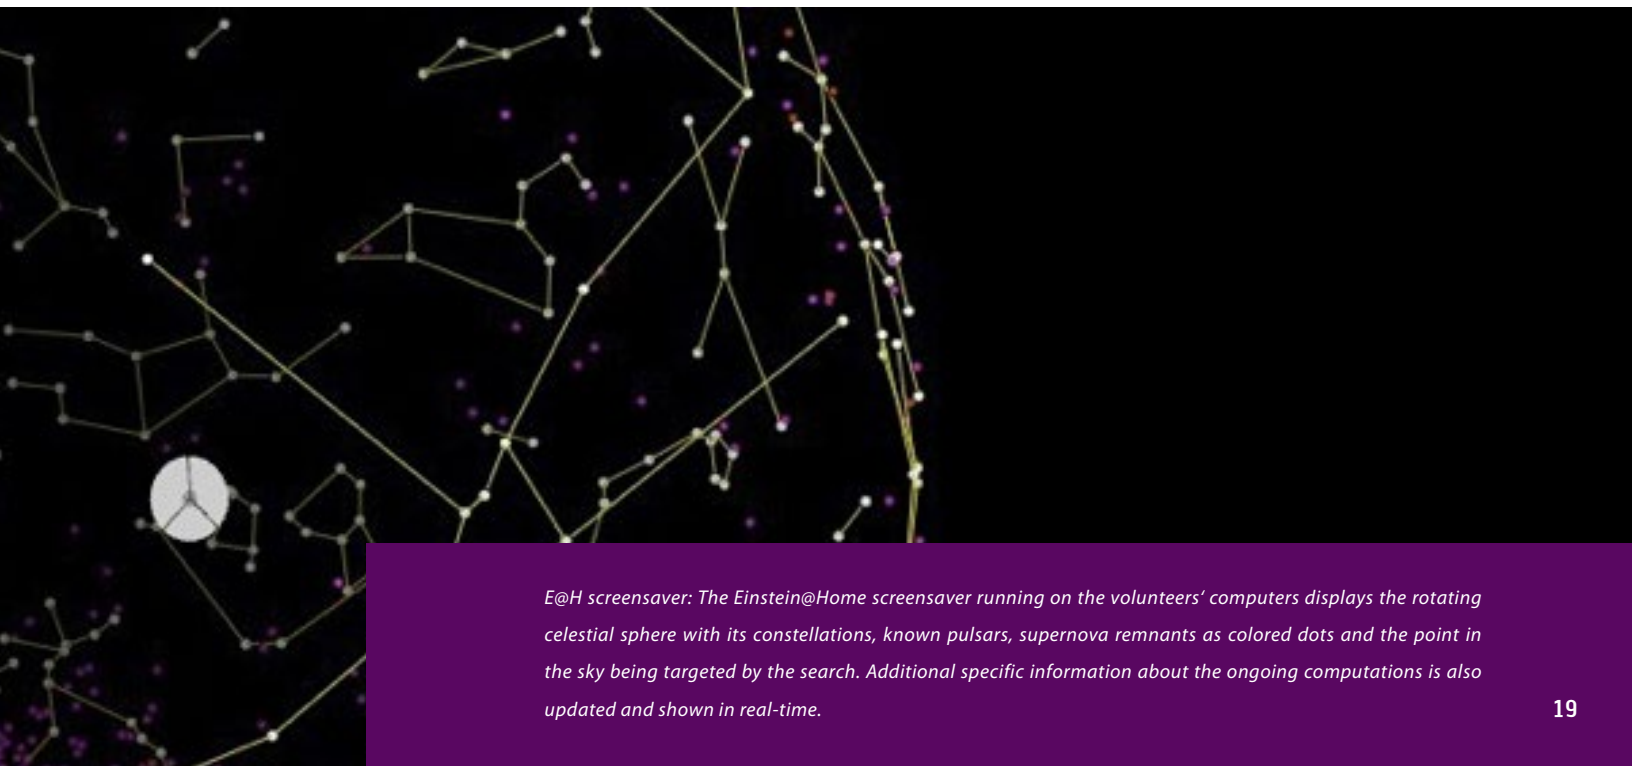 E@H screensaver: The Einstein@Home screensaver running on the volunteers‘ computers displays the rotating
celestial sphere with its constellations, known pulsars, supernova remnants as colored dots and the point in
the sky being targeted by the search. Additional specific information about the ongoing computations is also
updated and shown in real-time.
19